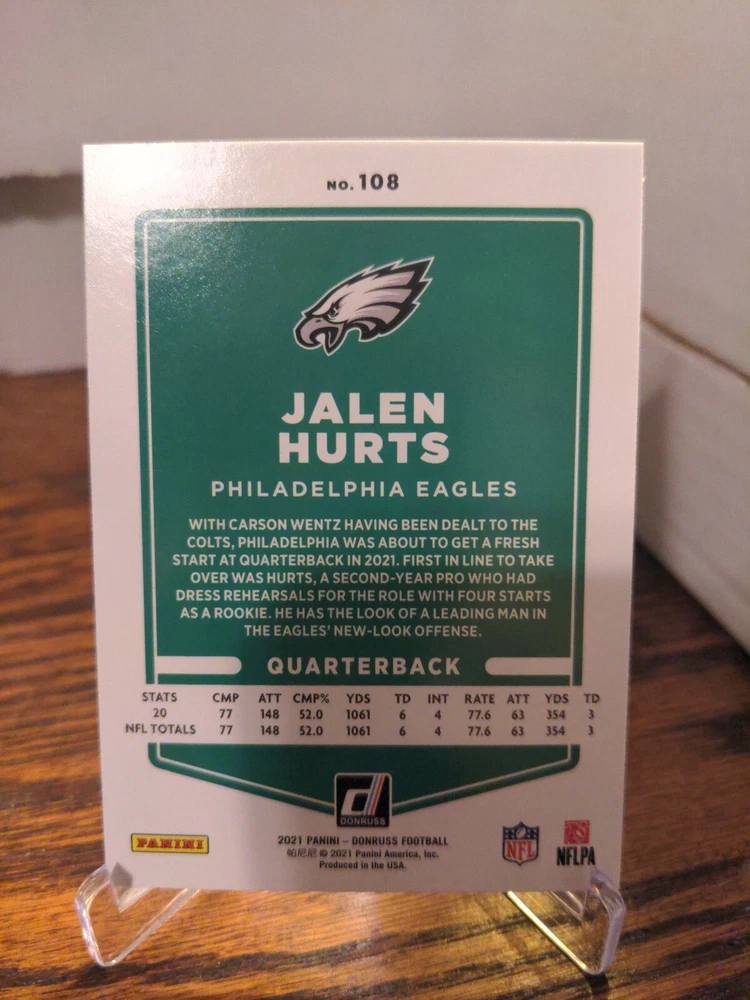 NO. 108
JALEN
HURTS
PHILADELPHIA EAGLES
WITH CARSON WENTZ HAVING BEEN DEALT TO THE
COLTS, PHILADELPHIA WAS ABOUT TO GET A FRESH
START AT QUARTERBACK IN 2021. FIRST IN LINE TO TAKE
OVER WAS HURTS, A SECOND-YEAR PRO WHO HAD
DRESS REHEARSALS FOR THE ROLE WITH FOUR STARTS
AS A ROOKIE. HE HAS THE LOOK OF A LEADING MAN IN
THE EAGLES' NEW-LOOK OFFENSE.
QUARTERBACK
STATS CMP ATT CMP% YDS TD INT RATE ATT YDS TD
20 77 148 52.0 1061 6 4 77.6 63 354 3
NFL TOTALS 77 148 52.0 1061 6 4 77.6 63 354 3
d
DONRUSS
PANINI
2021 PANINI – DONRUSS FOOTBALL
帕尼尼 © 2021 Panini America, Inc.
Produced in the USA.
NFL
NFLPA